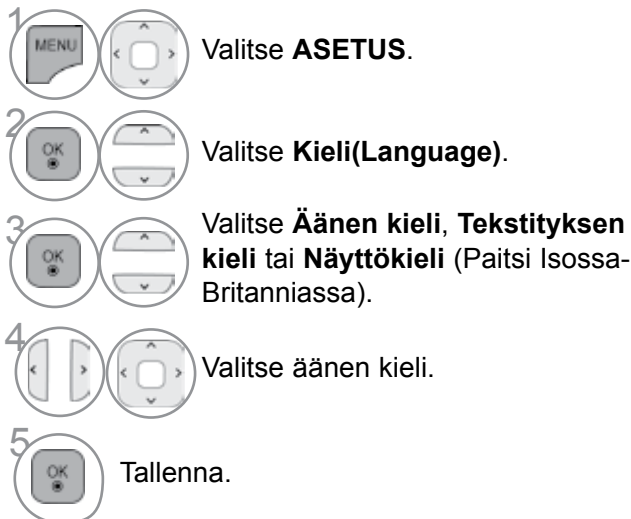 1
MENU
Valitse ASETUS.
2
OK
Valitse Kieli(Language).
3
OK
Valitse Äänen kieli, Tekstityksen
kieli tai Näyttökieli (Paitsi Isossa-
Britanniassa).
4
Valitse äänen kieli.
5
OK
Tallenna.